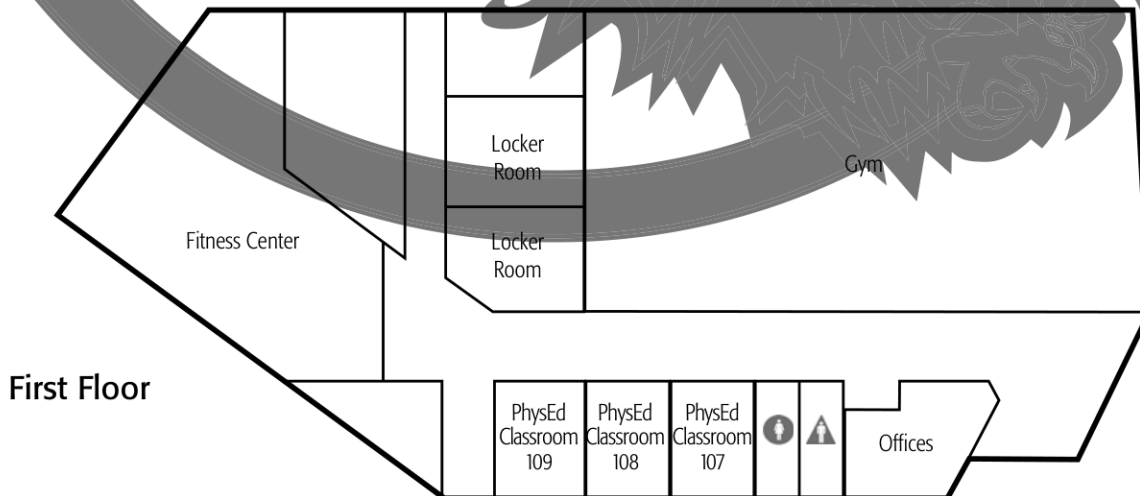 Locker
Room
Gym
Fitness Center
Locker
Room
First Floor
PhysEd
Classroom
109
PhysEd
Classroom
108
PhysEd
Classroom
107
Offices